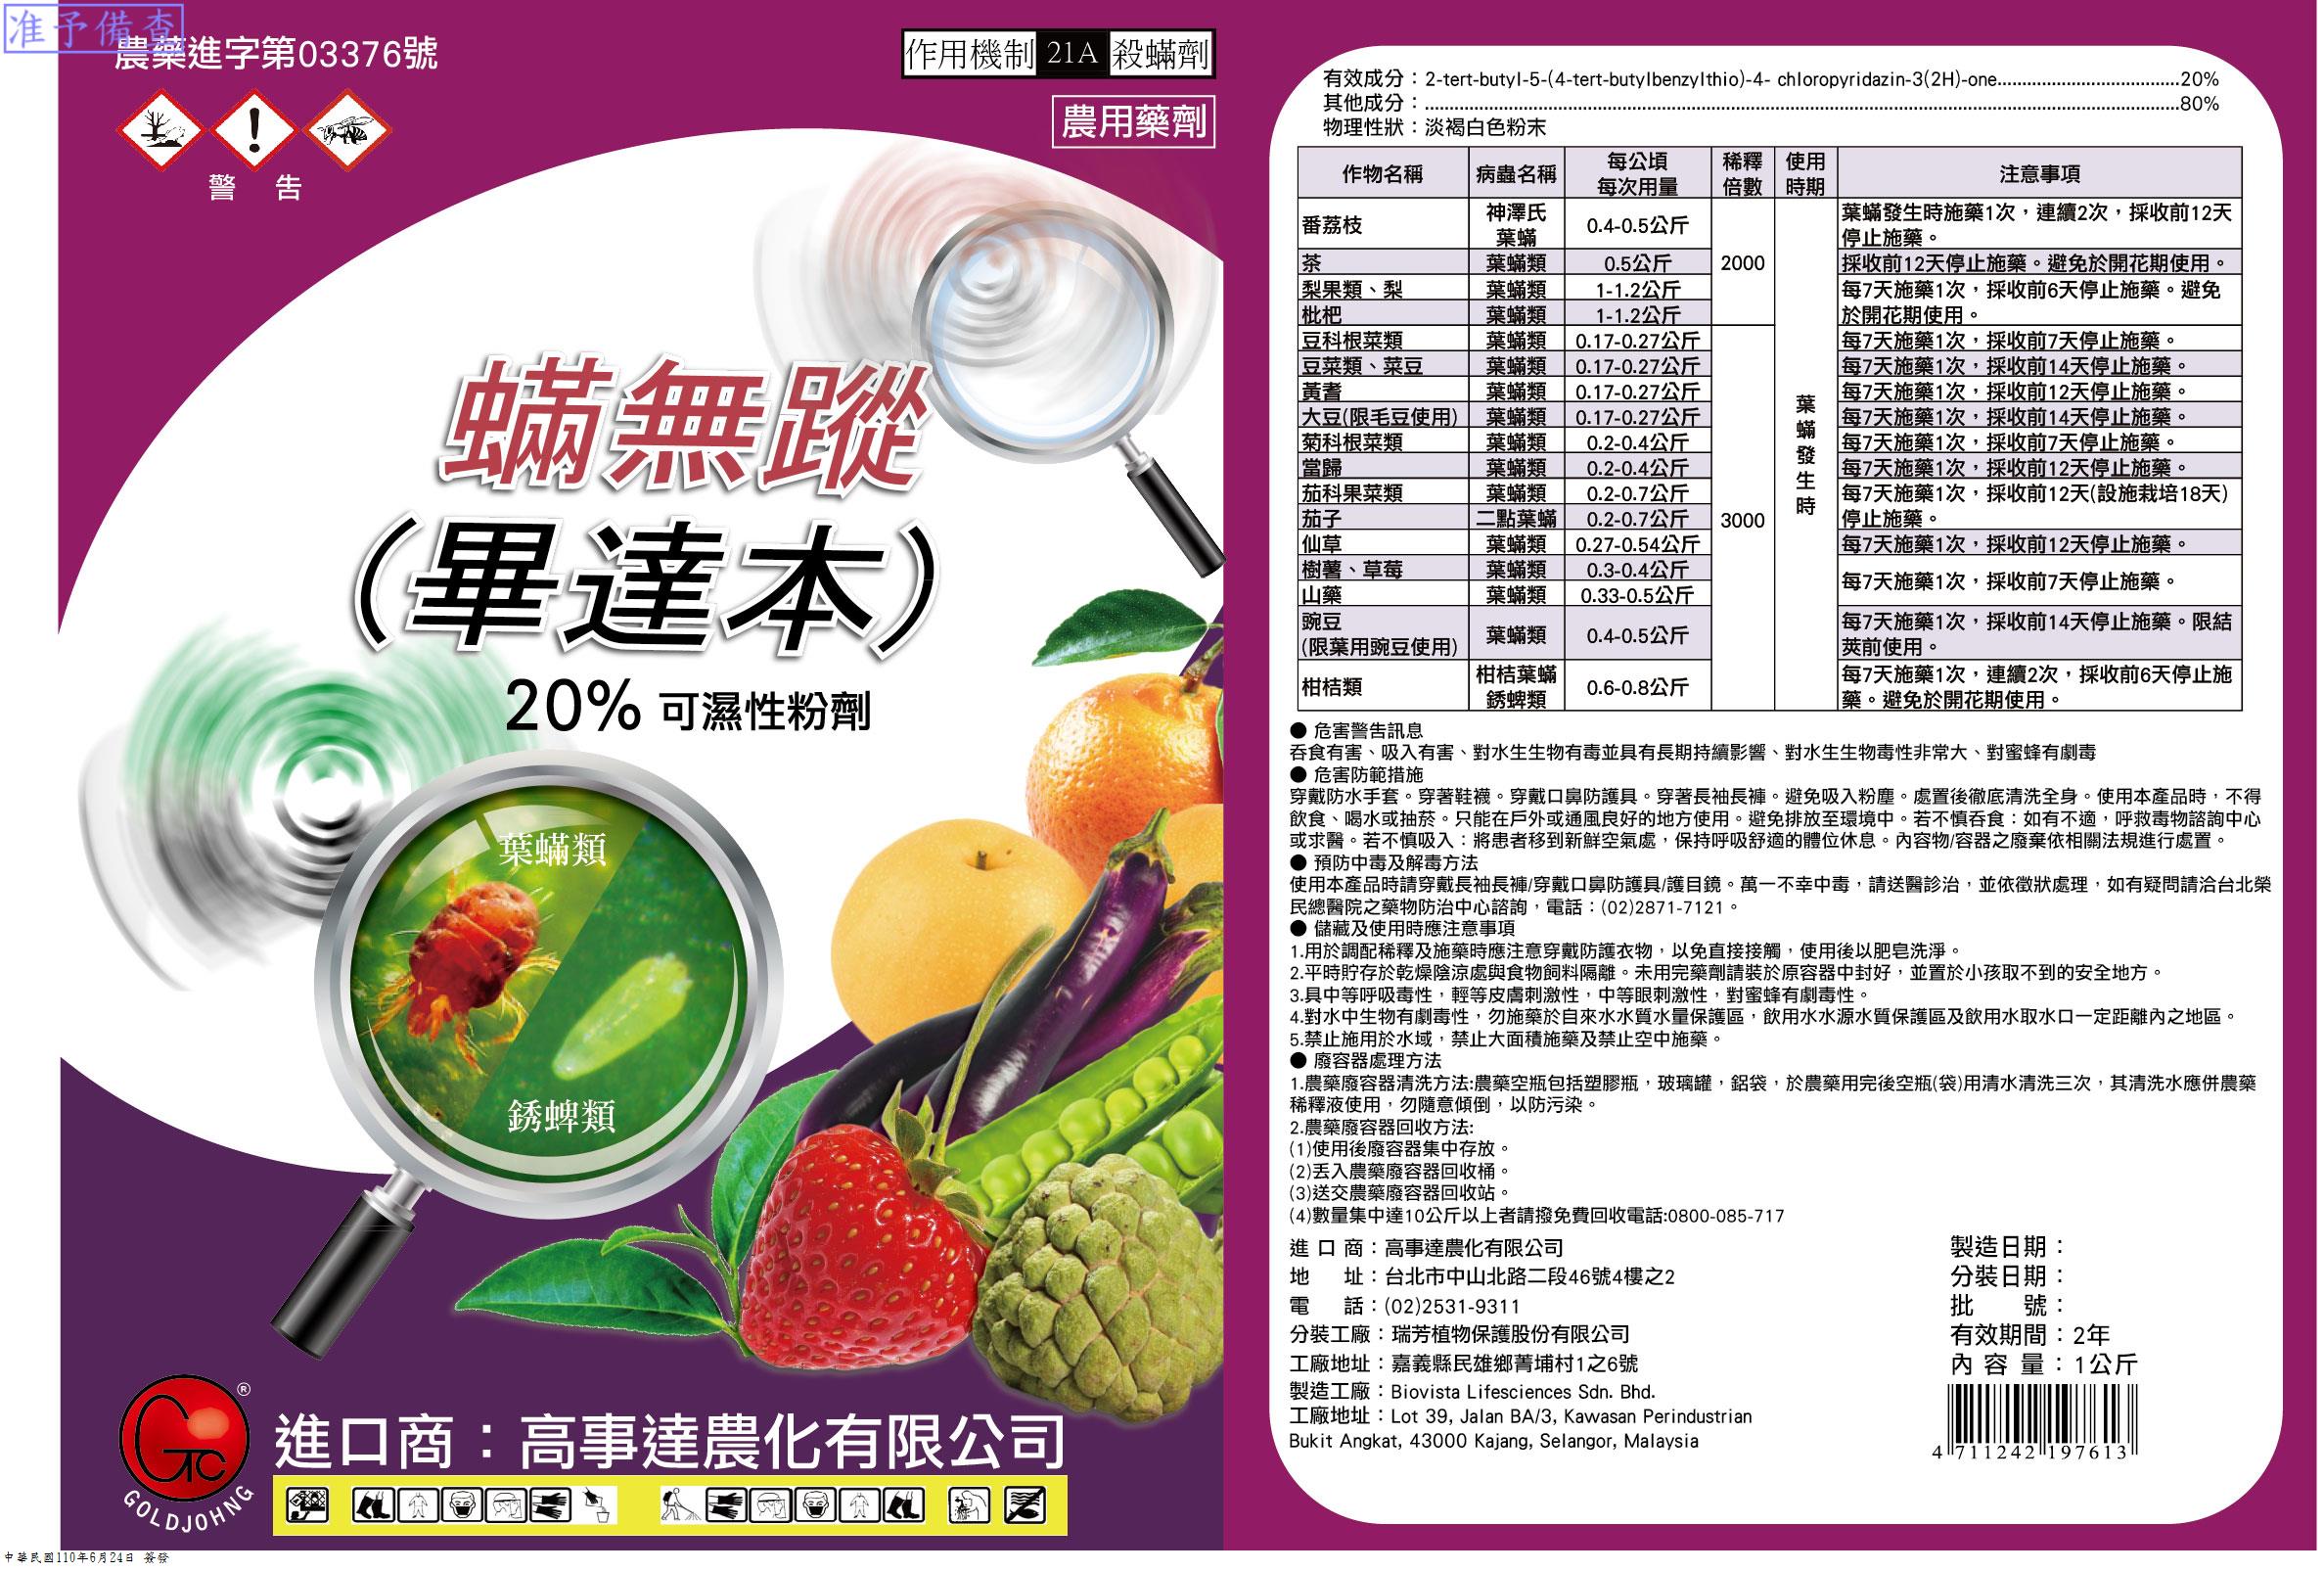 准予備查
農藥進字第03376號
作用機制 21A 殺蟎劑
農用藥劑
警 告
蟎無蹤
(畢達本)
20% 可濕性粉劑
葉蟎類
銹蜱類
®
GTC
GOLDJOHNG
進口商：高事達農化有限公司
中華民國110年6月24日 簽發
有效成分：2-tert-butyl-5-(4-tert-butylbenzylthio)-4- chloropyridazin-3(2H)-one................................20%
其他成分：................................80%
物理性狀：淡褐白色粉末
作物名稱 病蟲名稱 每公頃每次用量 稀釋倍數 使用時期 注意事項
番荔枝 神澤氏葉蟎 0.4-0.5公斤 2000 葉蟎發生時 葉蟎發生時施藥1次，連續2次，採收前12天停止施藥。
茶 葉蟎類 0.5公斤 採收前12天停止施藥。避免於開花期使用。
梨果類、梨 葉蟎類 1-1.2公斤 每7天施藥1次，採收前6天停止施藥。避免於開花期使用。
枇杷 葉蟎類 1-1.2公斤
豆科根菜類 葉蟎類 0.17-0.27公斤 3000 每7天施藥1次，採收前7天停止施藥。
豆菜類、菜豆 葉蟎類 0.17-0.27公斤 每7天施藥1次，採收前14天停止施藥。
黃耆 葉蟎類 0.17-0.27公斤 每7天施藥1次，採收前12天停止施藥。
大豆(限毛豆使用) 葉蟎類 0.17-0.27公斤 每7天施藥1次，採收前14天停止施藥。
菊科根菜類 葉蟎類 0.2-0.4公斤 每7天施藥1次，採收前7天停止施藥。
當歸 葉蟎類 0.2-0.4公斤 每7天施藥1次，採收前12天停止施藥。
茄科果菜類 葉蟎類 0.2-0.7公斤 每7天施藥1次，採收前12天(設施栽培18天)停止施藥。
茄子 二點葉蟎 0.2-0.7公斤
仙草 葉蟎類 0.27-0.54公斤 每7天施藥1次，採收前12天停止施藥。
樹薯、草莓 葉蟎類 0.3-0.4公斤 每7天施藥1次，採收前7天停止施藥。
山藥 葉蟎類 0.33-0.5公斤
豌豆(限葉用豌豆使用) 葉蟎類 0.4-0.5公斤 每7天施藥1次，採收前14天停止施藥。限結莢前使用。
柑桔類 柑桔葉蟎銹蜱類 0.6-0.8公斤 每7天施藥1次，連續2次，採收前6天停止施藥。避免於開花期使用。
● 危害警告訊息
吞食有害、吸入有害、對水生生物有毒並具有長期持續影響、對水生生物毒性非常大、對蜜蜂有劇毒
● 危害防範措施
穿戴防水手套。穿著鞋襪。穿戴口鼻防護具。穿著長袖長褲。避免吸入粉塵。處置後徹底清洗全身。使用本產品時，不得
飲食、喝水或抽菸。只能在戶外或通風良好的地方使用。避免排放至環境中。若不慎吞食：如有不適，呼救毒物諮詢中心
或求醫。若不慎吸入：將患者移到新鮮空氣處，保持呼吸舒適的體位休息。內容物/容器之廢棄依相關法規進行處置。
● 預防中毒及解毒方法
使用本產品時請穿戴長袖長褲/穿戴口鼻防護具/護目鏡。萬一不幸中毒，請送醫診治，並依徵狀處理，如有疑問請洽台北榮
民總醫院之藥物防治中心諮詢，電話：(02)2871-7121。
● 儲藏及使用時應注意事項
1.用於調配稀釋及施藥時應注意穿戴防護衣物，以免直接接觸，使用後以肥皂洗淨。
2.平時貯存於乾燥陰涼處與食物飼料隔離。未用完藥劑請裝於原容器中封好，並置於小孩取不到的安全地方。
3.具中等呼吸毒性，輕等皮膚刺激性，中等眼刺激性，對蜜蜂有劇毒性。
4.對水中生物有劇毒性，勿施藥於自來水水質水量保護區，飲用水水源水質保護區及飲用水取水口一定距離內之地區。
5.禁止施用於水域，禁止大面積施藥及禁止空中施藥。
● 廢容器處理方法
1.農藥廢容器清洗方法:農藥空瓶包括塑膠瓶，玻璃罐，鋁袋，於農藥用完後空瓶(袋)用清水清洗三次，其清洗水應併農藥
稀釋液使用，勿隨意傾倒，以防污染。
2.農藥廢容器回收方法:
(1)使用後廢容器集中存放。
(2)丟入農藥廢容器回收桶。
(3)送交農藥廢容器回收站。
(4)數量集中達10公斤以上者請撥免費回收電話:0800-085-717
進 口 商：高事達農化有限公司
地 址：台北市中山北路二段46號4樓之2
電 話：(02)2531-9311
分裝工廠：瑞芳植物保護股份有限公司
工廠地址：嘉義縣民雄鄉菁埔村1之6號
製造工廠：Biovista Lifesciences Sdn. Bhd.
工廠地址：Lot 39, Jalan BA/3, Kawasan Perindustrian
Bukit Angkat, 43000 Kajang, Selangor, Malaysia
製造日期：
分裝日期：
批 號：
有效期間：2年
內 容 量：1公斤
4 711242 197613